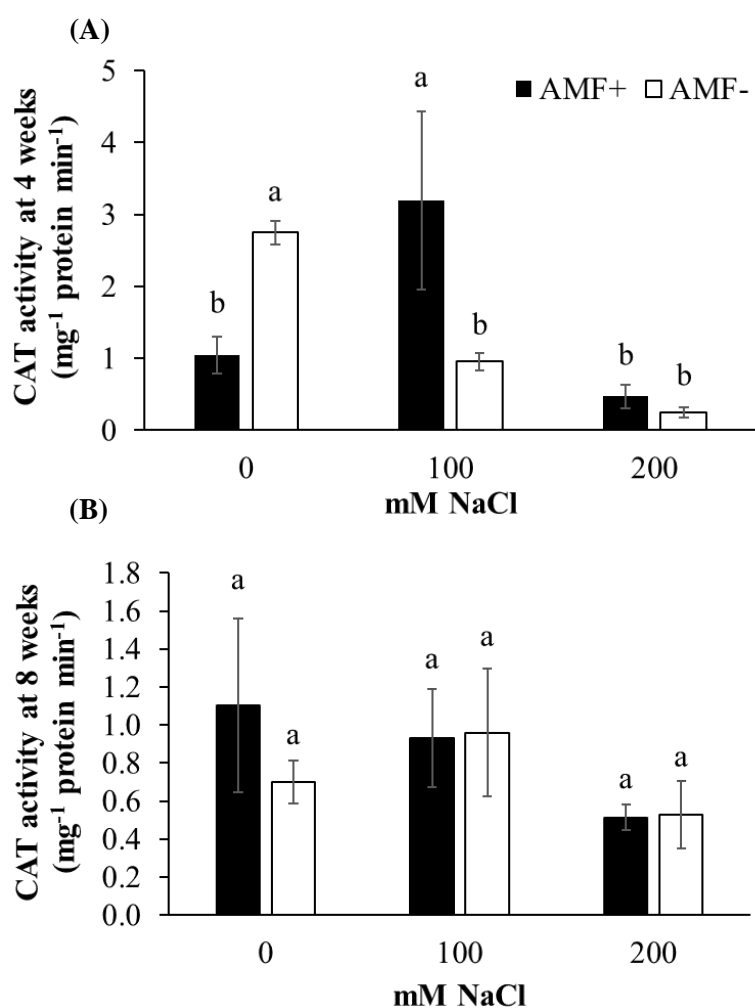 (A)
CAT activity at 4 weeks
(mg⁻¹ protein min⁻¹)
5
4
3
2
1
0
AMF+ AMF-
b
a
a
b
b
b
0 100 200
mM NaCl
(B)
CAT activity at 8 weeks
(mg⁻¹ protein min⁻¹)
1.8
1.6
1.4
1.2
1.0
0.8
0.6
0.4
0.2
0.0
a
a
a
a
a
a
0 100 200
mM NaCl